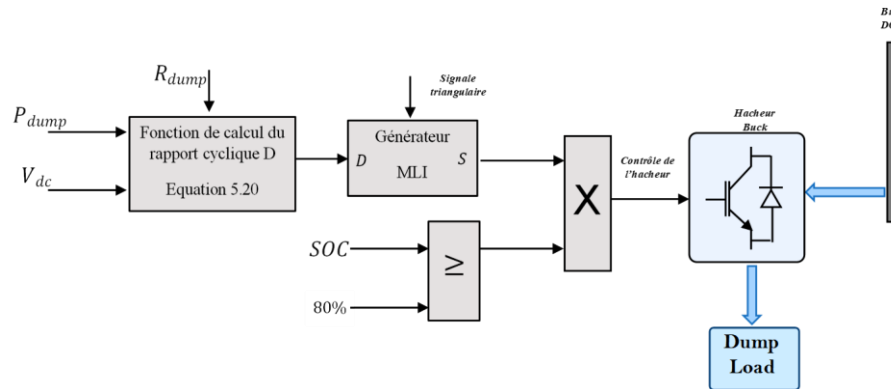 R_dump
P_dump
V_dc
Fonction de calcul du
rapport cyclique D
Equation 5.20
Signale
triangulaire
Générateur
D S
MLI
SOC
80%
≥
X
Contrôle de
l'hacheur
Hacheur
Buck
Dump
Load